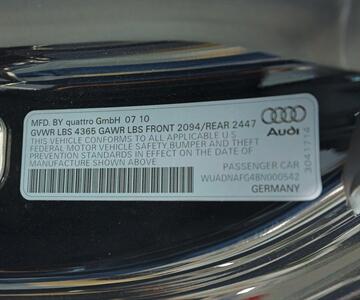 MFD. BY quattro GmbH 07 10
GVWR LBS 4365 GAWR LBS FRONT 2094/REAR 2447
THIS VEHICLE CONFORMS TO ALL APPLICABLE U.S
FEDERAL MOTOR VEHICLE SAFETY, BUMPER AND THEFT
PREVENTION STANDARDS IN EFFECT ON THE DATE OF
MANUFACTURE SHOWN ABOVE.
Audi
PASSENGER CAR
WUADNAFG4BN000542
GERMANY
3041714